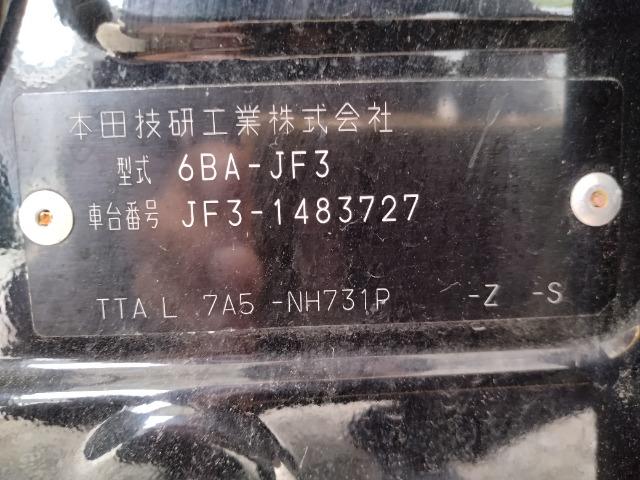 本田技研工業株式会社
型式 6BA-JF3
車台番号 JF3-1483727
TTA L 7A5 -NH731P -Z -S